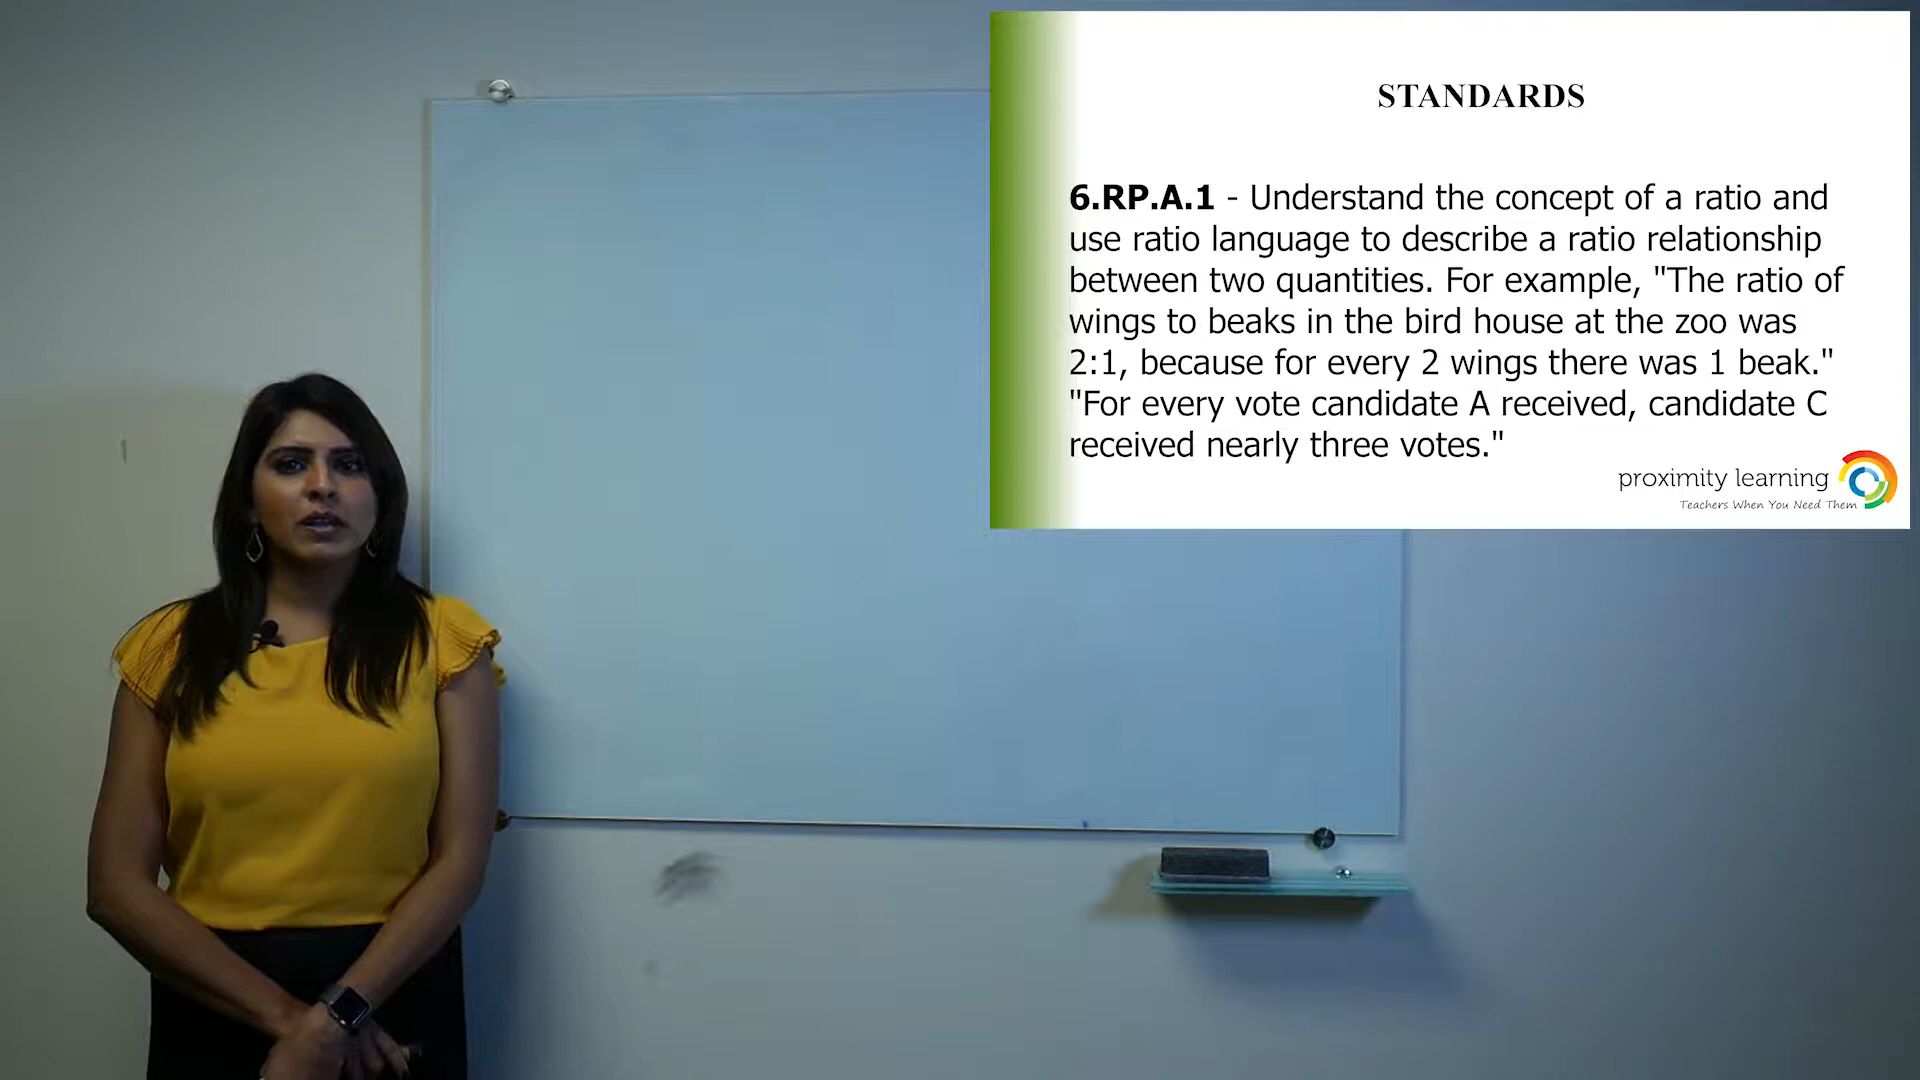 STANDARDS
6.RP.A.1 - Understand the concept of a ratio and
use ratio language to describe a ratio relationship
between two quantities. For example, "The ratio of
wings to beaks in the bird house at the zoo was
2:1, because for every 2 wings there was 1 beak."
"For every vote candidate A received, candidate C
received nearly three votes."
proximity learning
Teachers When You Need Them